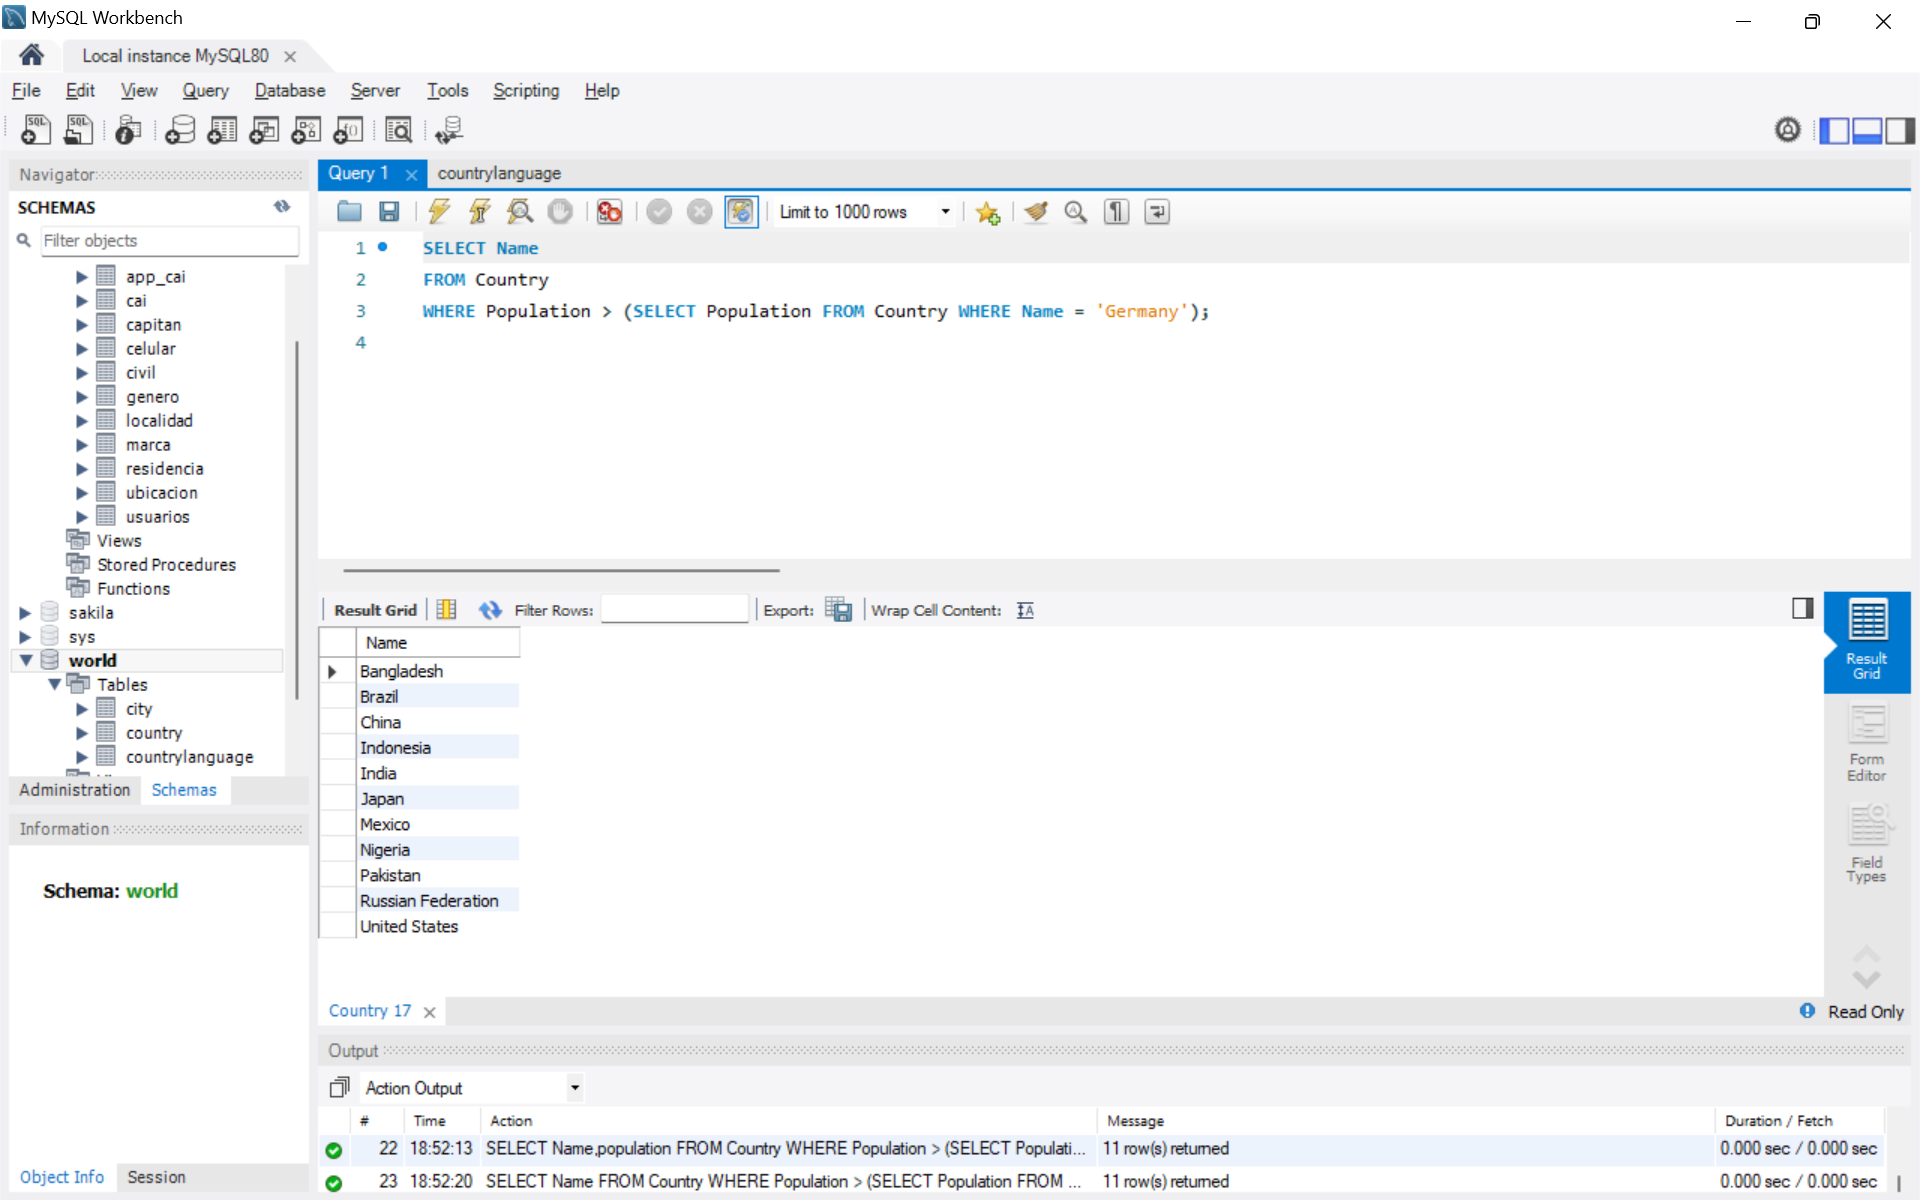 MySQL Workbench
Local instance MySQL80
File Edit View Query Database Server Tools Scripting Help
Navigator
SCHEMAS
Filter objects
app_cai
cai
capitan
celular
civil
genero
localidad
marca
residencia
ubicacion
usuarios
Views
Stored Procedures
Functions
sakila
sys
world
Tables
city
country
countrylanguage
Administration Schemas
Information
Schema: world
Object Info Session
Query 1 countrylanguage
Limit to 1000 rows
1 SELECT Name
2 FROM Country
3 WHERE Population > (SELECT Population FROM Country WHERE Name = 'Germany');
4
Result Grid Filter Rows: Export: Wrap Cell Content:
Name
Bangladesh
Brazil
China
Indonesia
India
Japan
Mexico
Nigeria
Pakistan
Russian Federation
United States
Result
Grid
Form
Editor
Field
Types
Country 17
Read Only
Output
Action Output
# Time Action Message Duration / Fetch
22 18:52:13 SELECT Name,population FROM Country WHERE Population > (SELECT Populati... 11 row(s) returned 0.000 sec / 0.000 sec
23 18:52:20 SELECT Name FROM Country WHERE Population > (SELECT Population FROM ... 11 row(s) returned 0.000 sec / 0.000 sec